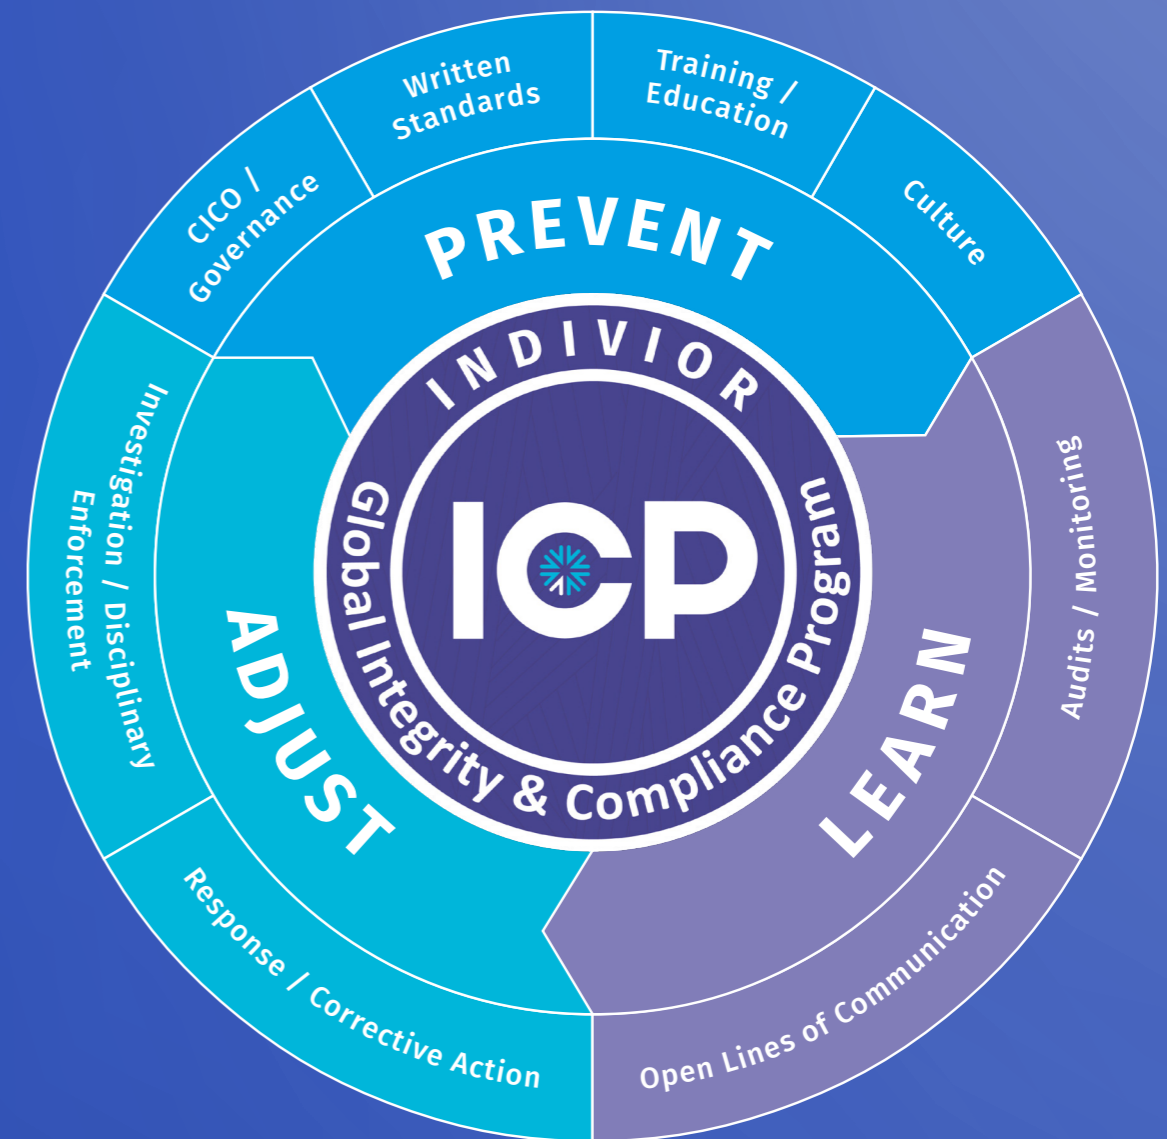 CICO /
Governance
Written
Standards
Training /
Education
Culture
PREVENT
Audits / Monitoring
Open Lines of Communication
LEARN
Response / Corrective Action
Investigation / Disciplinary
Enforcement
ADJUST
INDIVIOR
Global Integrity & Compliance Program
ICP